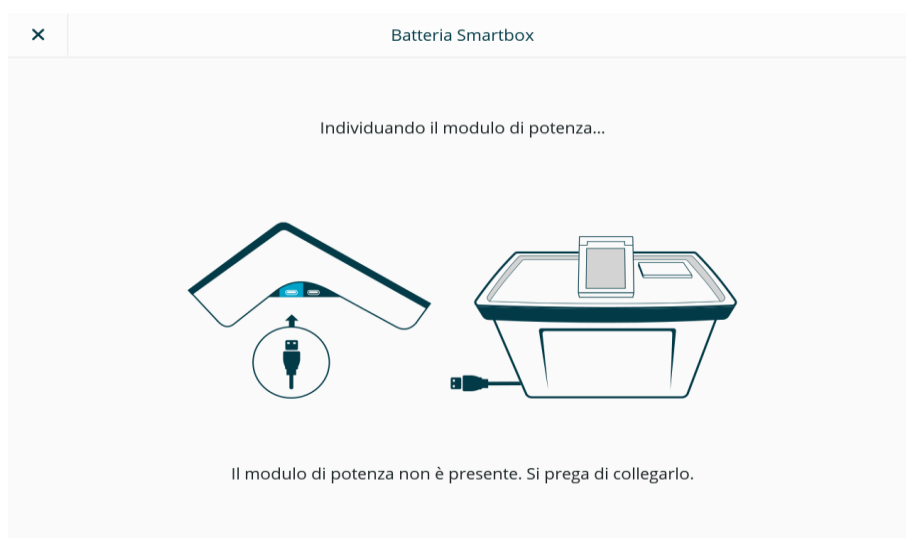 Batteria Smartbox
Individuando il modulo di potenza...
Il modulo di potenza non è presente. Si prega di collegarlo.